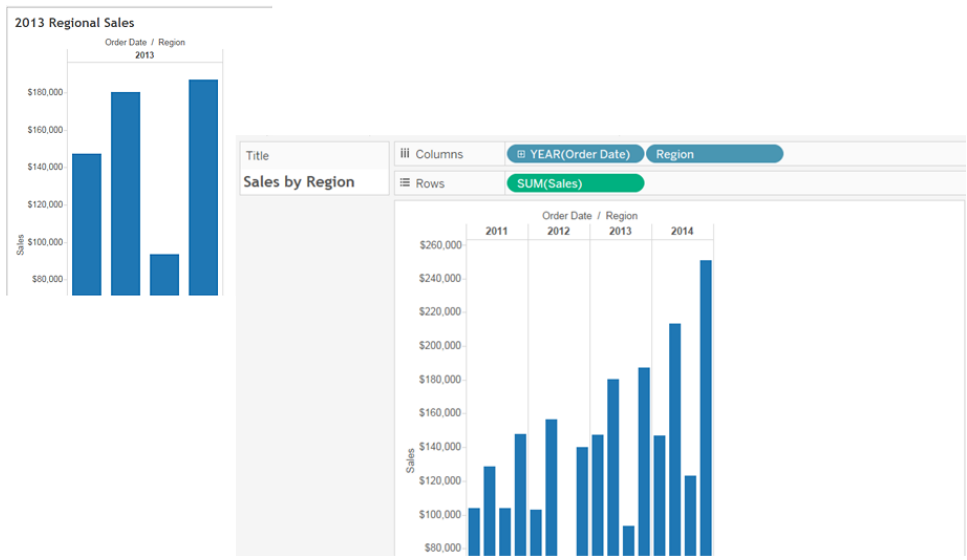 2013 Regional Sales
Order Date / Region
2013
$180,000
$160,000
$140,000
$120,000
$100,000
$80,000
Sales
Title
Sales by Region
Columns
YEAR(Order Date)
Region
Rows
SUM(Sales)
Order Date / Region
2011 2012 2013 2014
$260,000
$240,000
$220,000
$200,000
$180,000
$160,000
$140,000
$120,000
$100,000
$80,000
Sales